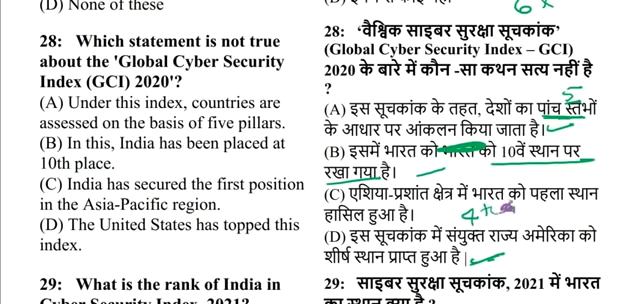 (D) None of these
28: Which statement is not true
about the 'Global Cyber Security
Index (GCI) 2020'?
(A) Under this index, countries are
assessed on the basis of five pillars.
(B) In this, India has been placed at
10th place.
(C) India has secured the first position
in the Asia-Pacific region.
(D) The United States has topped this
index.
29: What is the rank of India in
6 x
28: ‘वैश्विक साइबर सुरक्षा सूचकांक’
(Global Cyber Security Index – GCI)
2020 के बारे में कौन -सा कथन सत्य नहीं है
?
5
(A) इस सूचकांक के तहत, देशों का पांच स्तंभों
के आधार पर आंकलन किया जाता है।
(B) इसमें भारत को भारत को 10वें स्थान पर
रखा गया है।
(C) एशिया-प्रशांत क्षेत्र में भारत को पहला स्थान
हासिल हुआ है।
4th
(D) इस सूचकांक में संयुक्त राज्य अमेरिका को
शीर्ष स्थान प्राप्त हुआ है |
29: साइबर सुरक्षा सूचकांक, 2021 में भारत